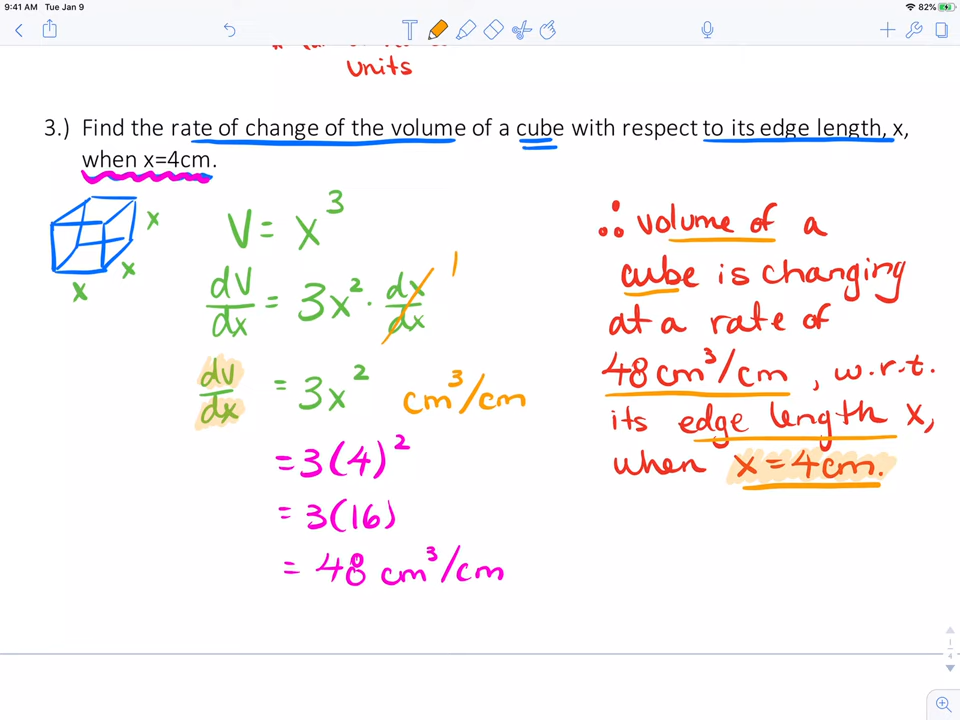 9:41 AM Tue Jan 9
82%
units
3.) Find the rate of change of the volume of a cube with respect to its edge length, x,
when x=4cm.
x
x
x
V = x³
dV/dx = 3x² · dx/dx 1
dV/dx = 3x² cm³/cm
= 3(4)²
= 3(16)
= 48 cm³/cm
∴ volume of a
cube is changing
at a rate of
48 cm³/cm, w.r.t.
its edge length x,
when x = 4cm.